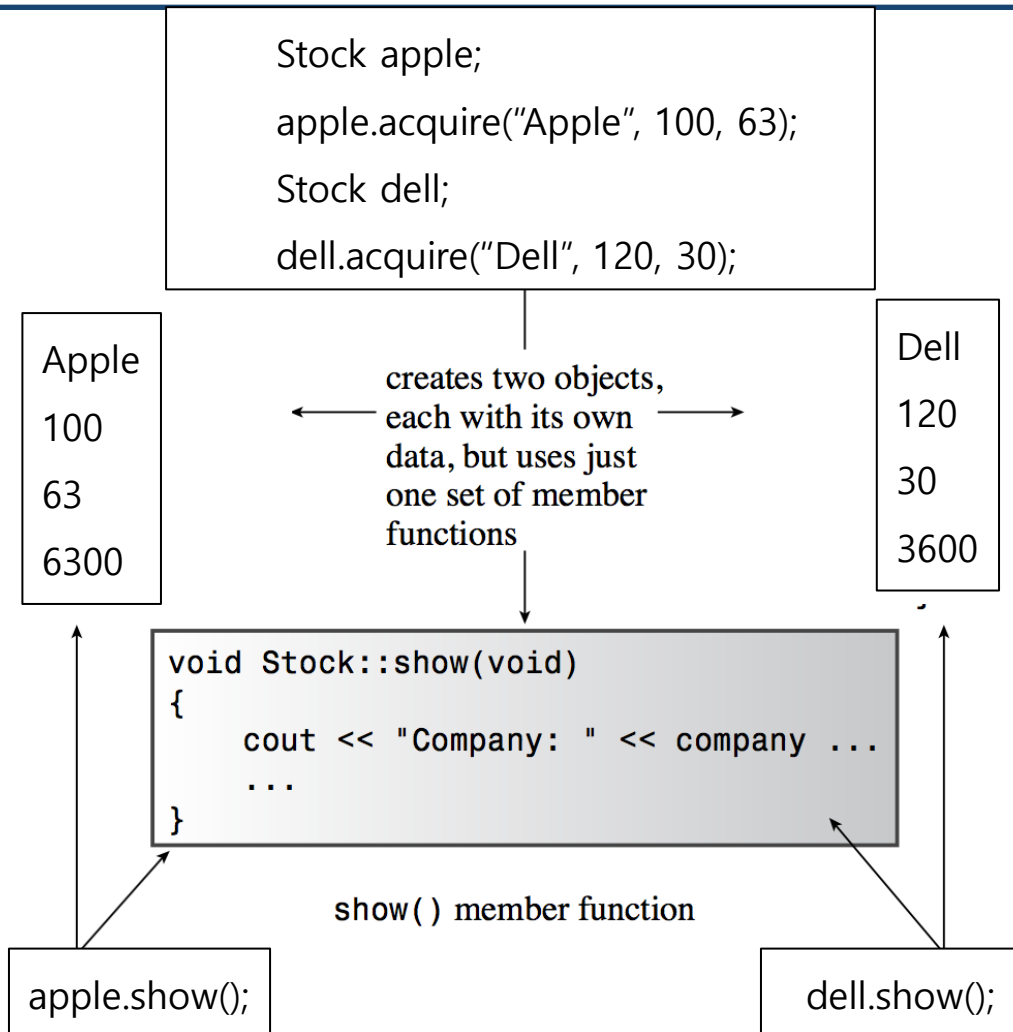 Stock apple;
apple.acquire(“Apple”, 100, 63);
Stock dell;
dell.acquire(“Dell”, 120, 30);
Apple
100
63
6300
creates two objects,
each with its own
data, but uses just
one set of member
functions
Dell
120
30
3600
void Stock::show(void)
{
    cout << "Company: " << company ...
    ...
}
show() member function
apple.show();
dell.show();